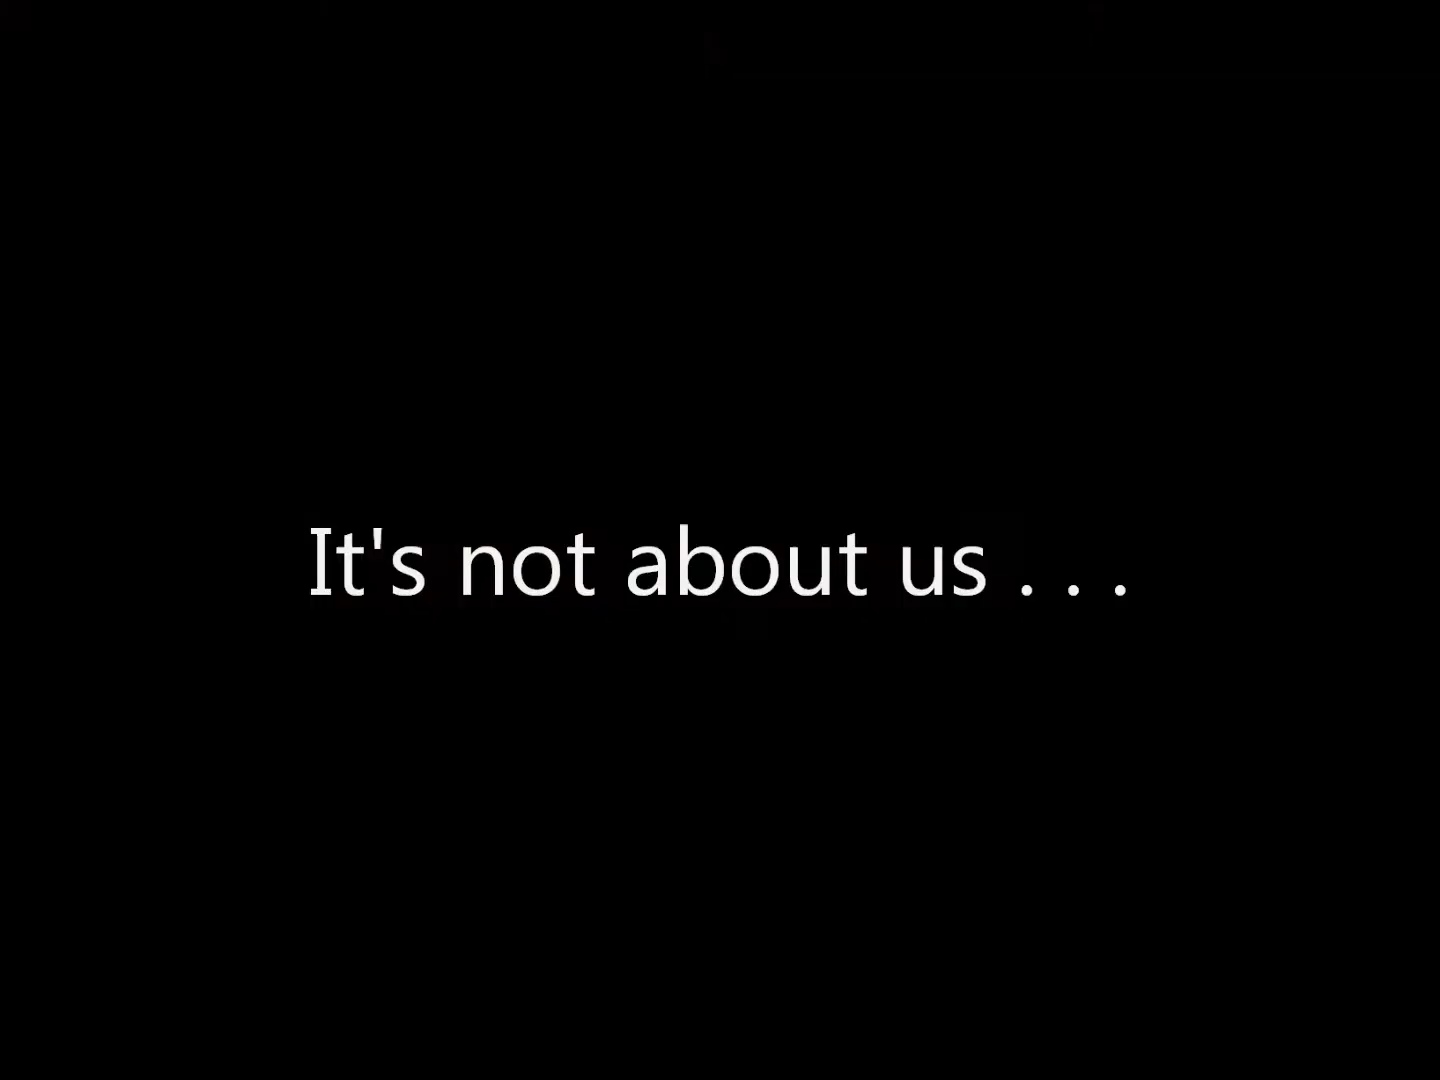 It's not about us . . .